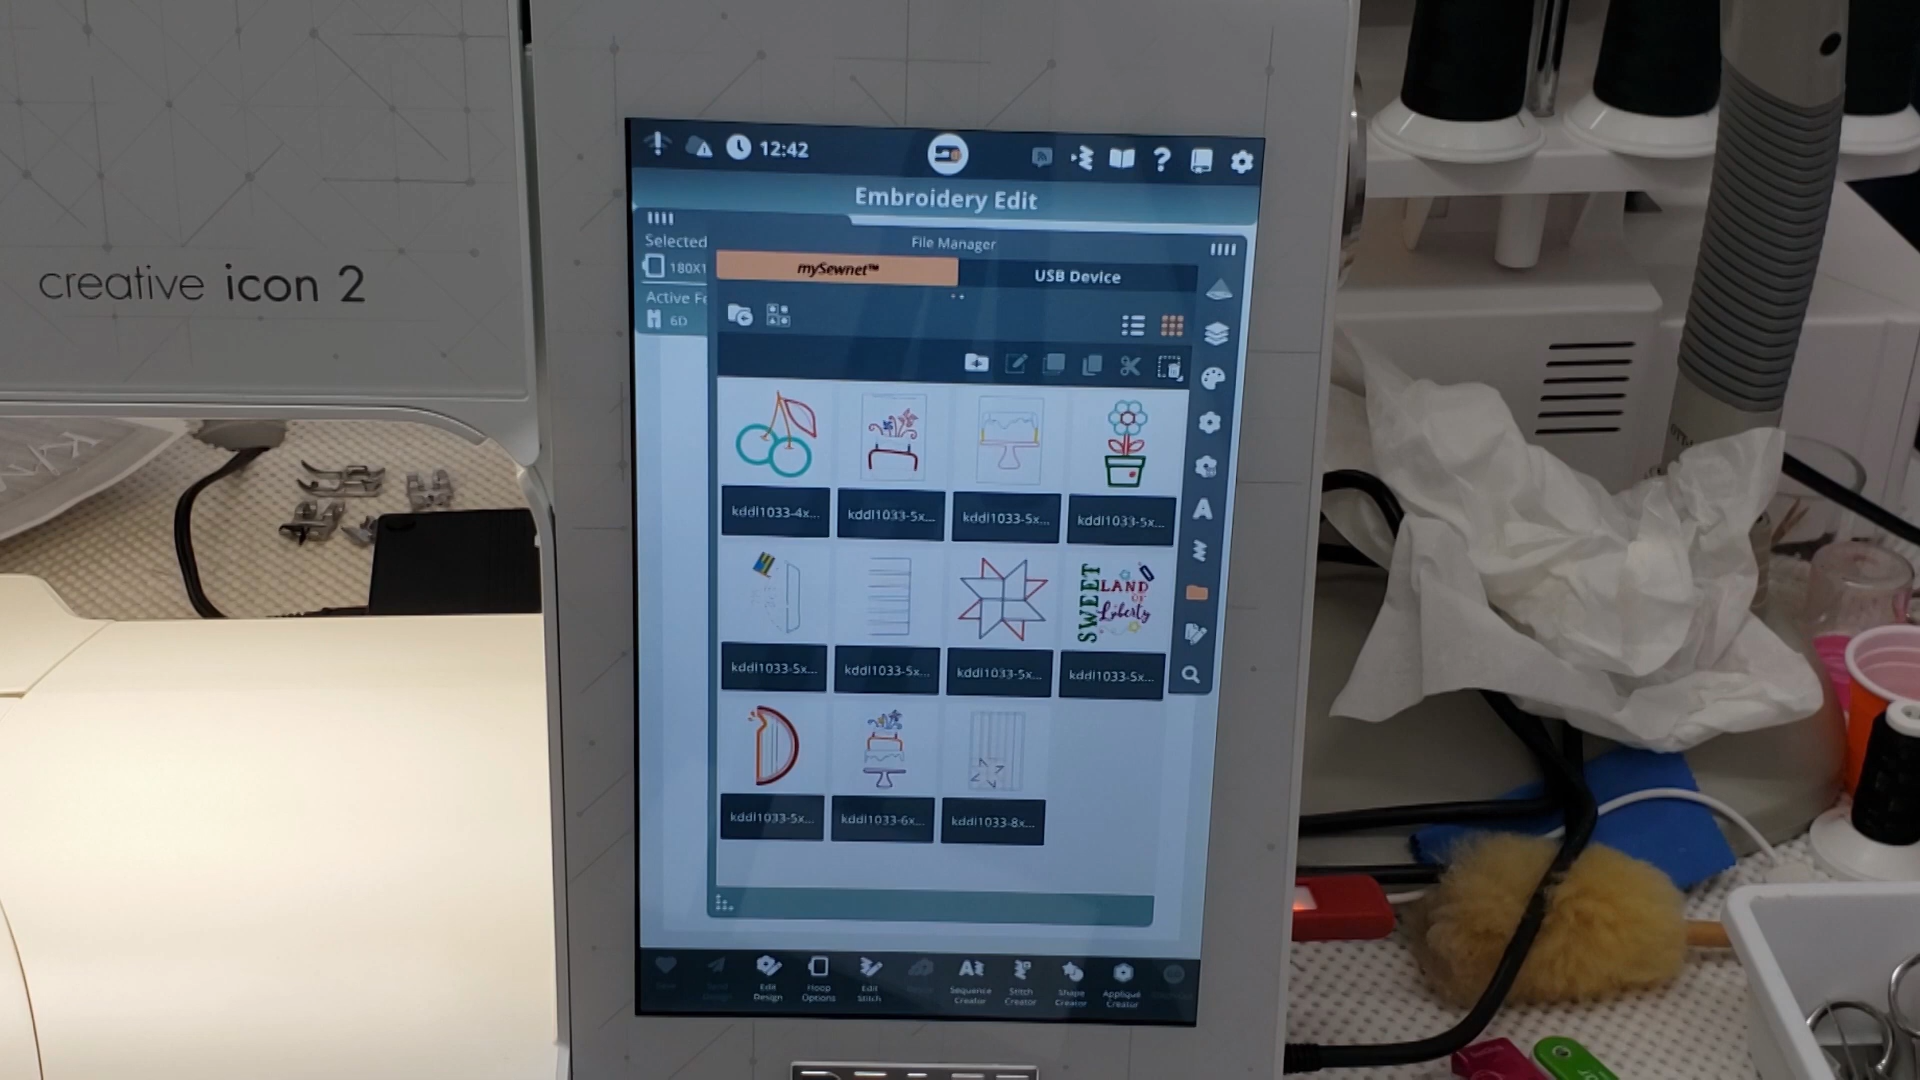 creative icon 2
12:42
Embroidery Edit
Selected
180X1
Active Fe
6D
File Manager
mySewnet™
USB Device
kddl1033-4x...
kddl1033-5x...
kddl1033-5x...
kddl1033-5x...
SWEET
LAND
OF
Liberty
kddl1033-5x...
kddl1033-5x...
kddl1033-5x...
kddl1033-5x...
kddl1033-5x...
kddl1033-6x...
kddl1033-8x...
Edit
Design
Hoop
Options
Edit
Stitch
Sequence
Creator
Stitch
Creator
Shape
Creator
Appliqué
Creator